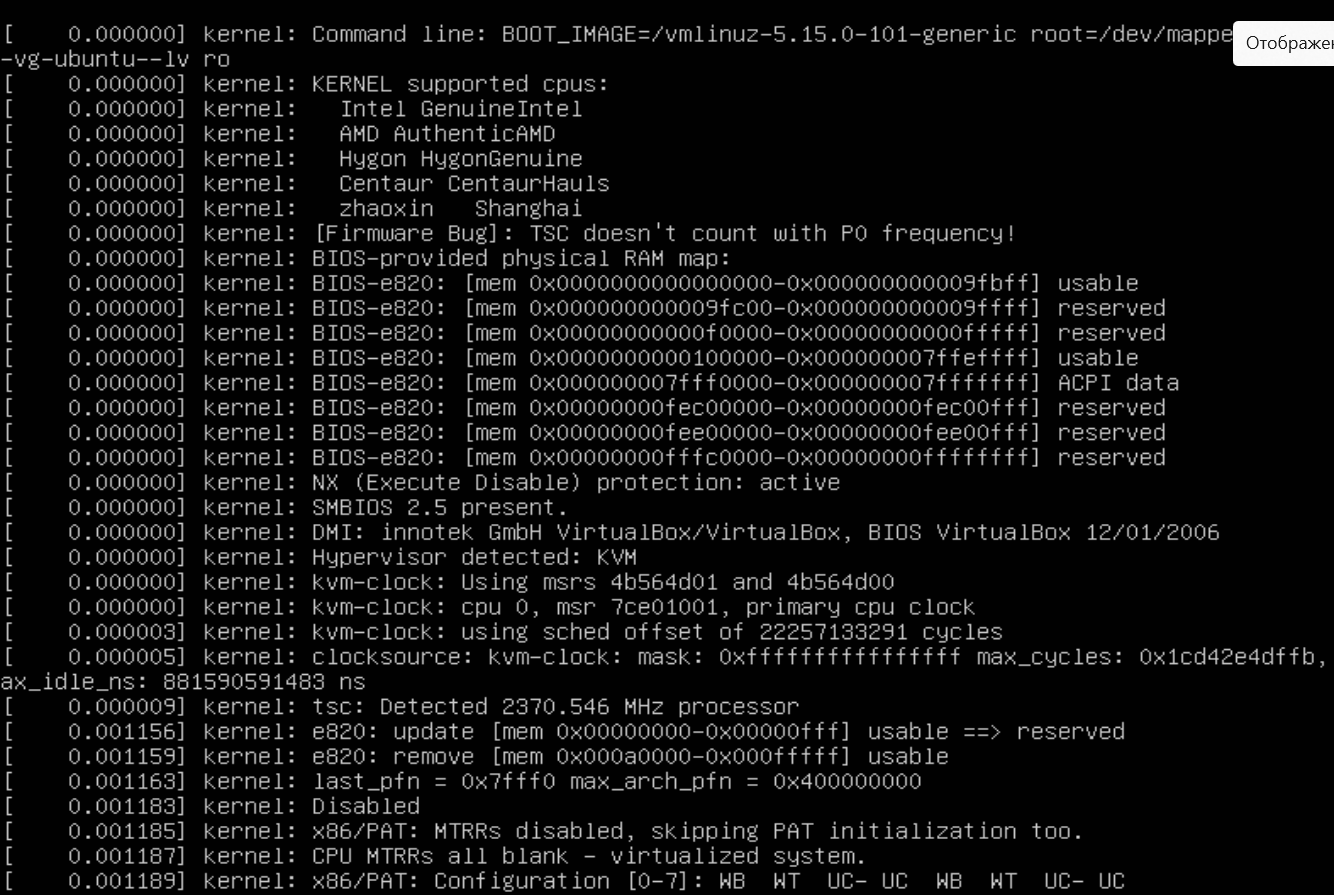 [    0.000000] kernel: Command line: BOOT_IMAGE=/vmlinuz-5.15.0-101-generic root=/dev/mappe
Отображен
-vg-ubuntu--lv ro
[    0.000000] kernel: KERNEL supported cpus:
[    0.000000] kernel:   Intel GenuineIntel
[    0.000000] kernel:   AMD AuthenticAMD
[    0.000000] kernel:   Hygon HygonGenuine
[    0.000000] kernel:   Centaur CentaurHauls
[    0.000000] kernel:   zhaoxin   Shanghai
[    0.000000] kernel: [Firmware Bug]: TSC doesn't count with P0 frequency!
[    0.000000] kernel: BIOS-provided physical RAM map:
[    0.000000] kernel: BIOS-e820: [mem 0x0000000000000000-0x000000000009fbff] usable
[    0.000000] kernel: BIOS-e820: [mem 0x000000000009fc00-0x000000000009ffff] reserved
[    0.000000] kernel: BIOS-e820: [mem 0x00000000000f0000-0x00000000000fffff] reserved
[    0.000000] kernel: BIOS-e820: [mem 0x0000000000100000-0x000000007ffeffff] usable
[    0.000000] kernel: BIOS-e820: [mem 0x000000007fff0000-0x000000007fffffff] ACPI data
[    0.000000] kernel: BIOS-e820: [mem 0x00000000fec00000-0x00000000fec00fff] reserved
[    0.000000] kernel: BIOS-e820: [mem 0x00000000fee00000-0x00000000fee00fff] reserved
[    0.000000] kernel: BIOS-e820: [mem 0x00000000fffc0000-0x00000000ffffffff] reserved
[    0.000000] kernel: NX (Execute Disable) protection: active
[    0.000000] kernel: SMBIOS 2.5 present.
[    0.000000] kernel: DMI: innotek GmbH VirtualBox/VirtualBox, BIOS VirtualBox 12/01/2006
[    0.000000] kernel: Hypervisor detected: KVM
[    0.000000] kernel: kvm-clock: Using msrs 4b564d01 and 4b564d00
[    0.000000] kernel: kvm-clock: cpu 0, msr 7ce01001, primary cpu clock
[    0.000003] kernel: kvm-clock: using sched offset of 22257133291 cycles
[    0.000005] kernel: clocksource: kvm-clock: mask: 0xffffffffffffffff max_cycles: 0x1cd42e4dffb,
ax_idle_ns: 881590591483 ns
[    0.000009] kernel: tsc: Detected 2370.546 MHz processor
[    0.001156] kernel: e820: update [mem 0x00000000-0x00000fff] usable ==> reserved
[    0.001159] kernel: e820: remove [mem 0x000a0000-0x000fffff] usable
[    0.001163] kernel: last_pfn = 0x7fff0 max_arch_pfn = 0x400000000
[    0.001183] kernel: Disabled
[    0.001185] kernel: x86/PAT: MTRRs disabled, skipping PAT initialization too.
[    0.001187] kernel: CPU MTRRs all blank - virtualized system.
[    0.001189] kernel: x86/PAT: Configuration [0-7]: WB  WT  UC- UC  WB  WT  UC- UC